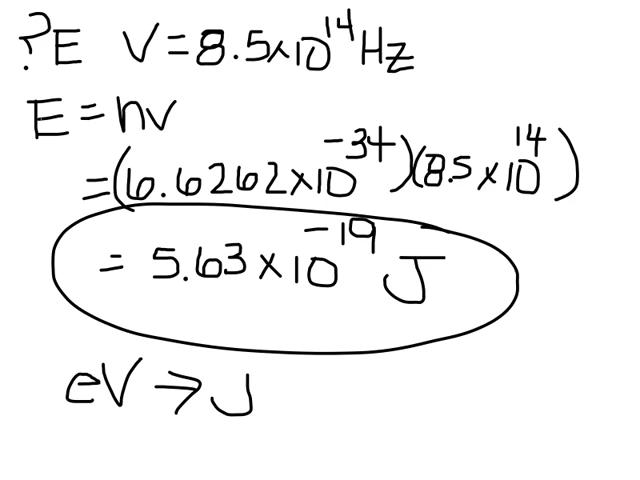 ?E V = 8.5x10^14 Hz
E = hv
= (6.6262x10^-34)(8.5x10^14)
= 5.63x10^-19 J
eV → J